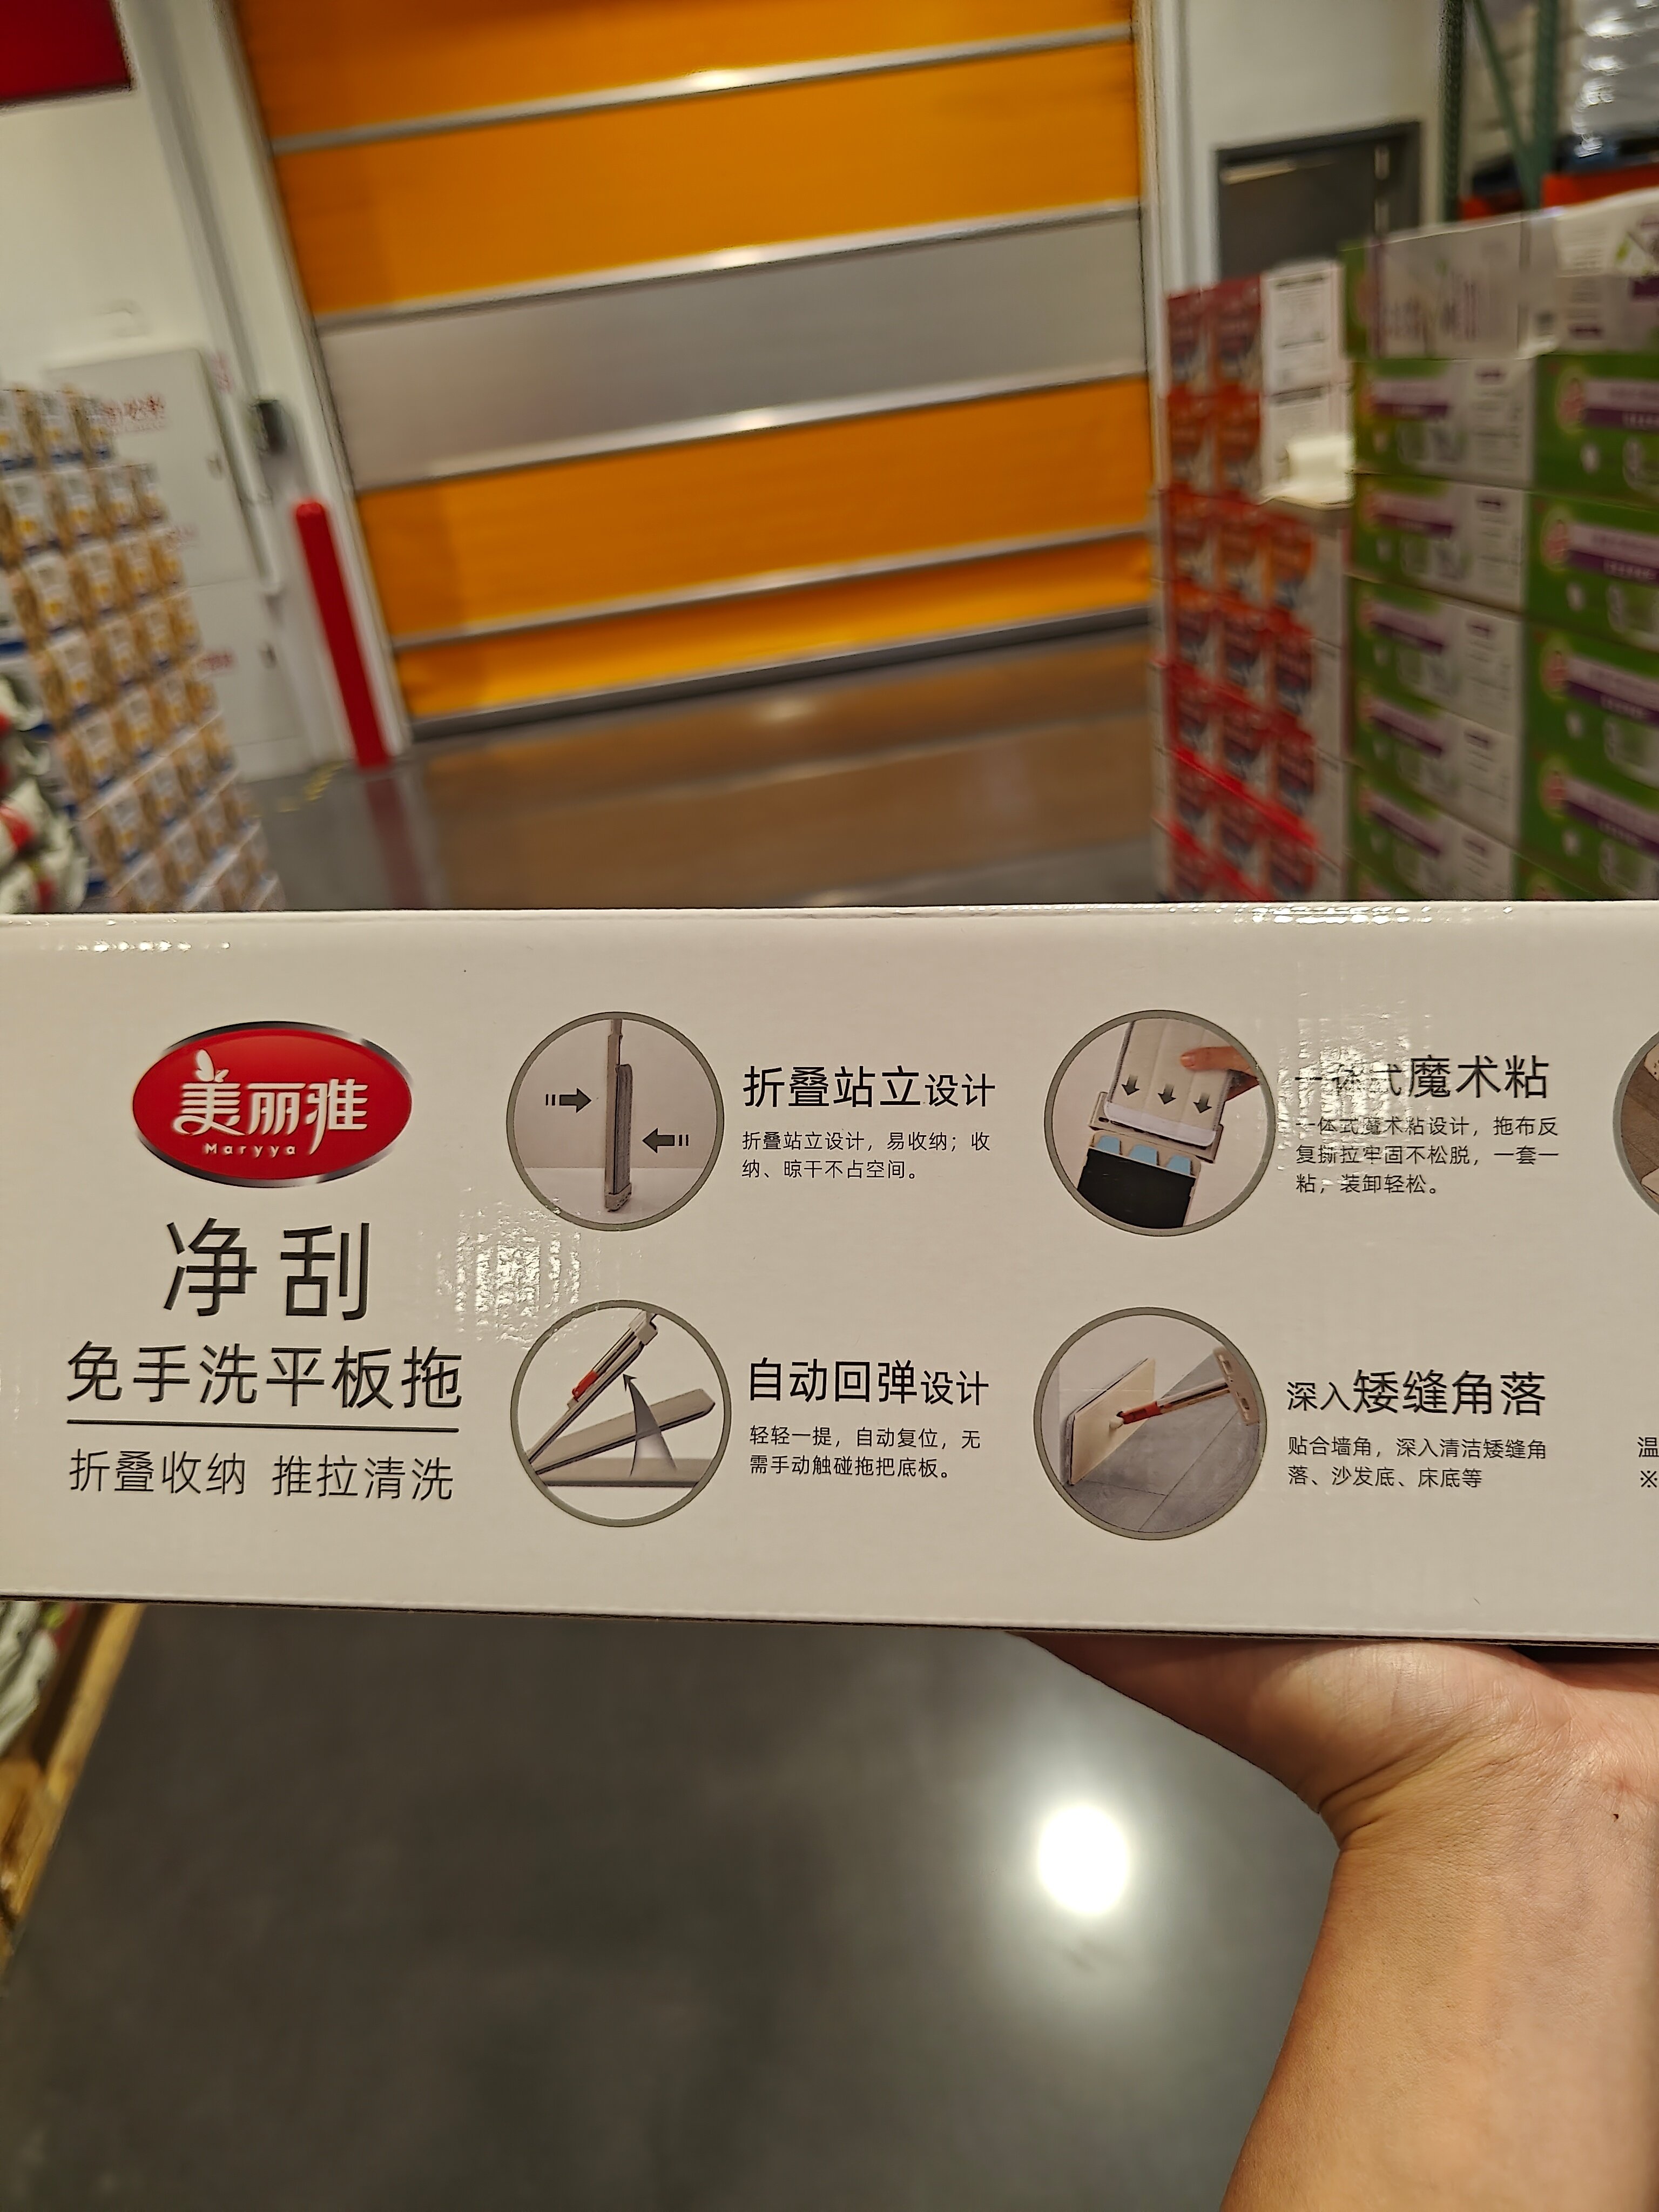 美丽雅
Maryya
净刮
免手洗平板拖
折叠收纳 推拉清洗
折叠站立设计
折叠站立设计，易收纳；收
纳、晾干不占空间。
自动回弹设计
轻轻一提，自动复位，无
需手动触碰拖把底板。
一体式魔术粘
一体式魔术粘设计，拖布反
复撕拉牢固不松脱，一套一
粘，装卸轻松。
深入矮缝角落
贴合墙角，深入清洁矮缝角
落、沙发底、床底等
温
※